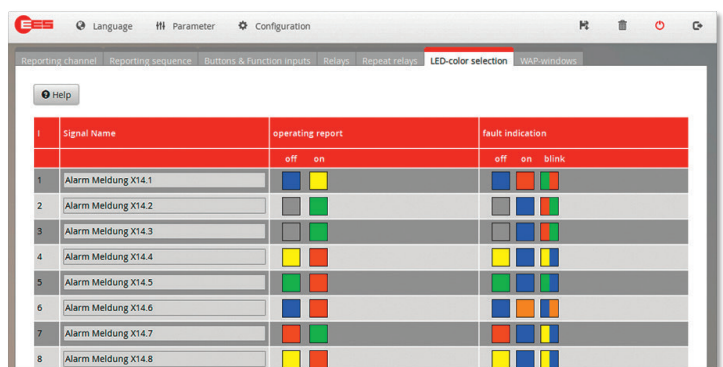 EES Language Parameter Configuration
Reporting channel Reporting sequence Buttons & Function inputs Relays Repeat relays LED-color selection WAP-windows
Help
! Signal Name operating report fault indication
off on off on blink
1 Alarm Meldung X14.1
2 Alarm Meldung X14.2
3 Alarm Meldung X14.3
4 Alarm Meldung X14.4
5 Alarm Meldung X14.5
6 Alarm Meldung X14.6
7 Alarm Meldung X14.7
8 Alarm Meldung X14.8